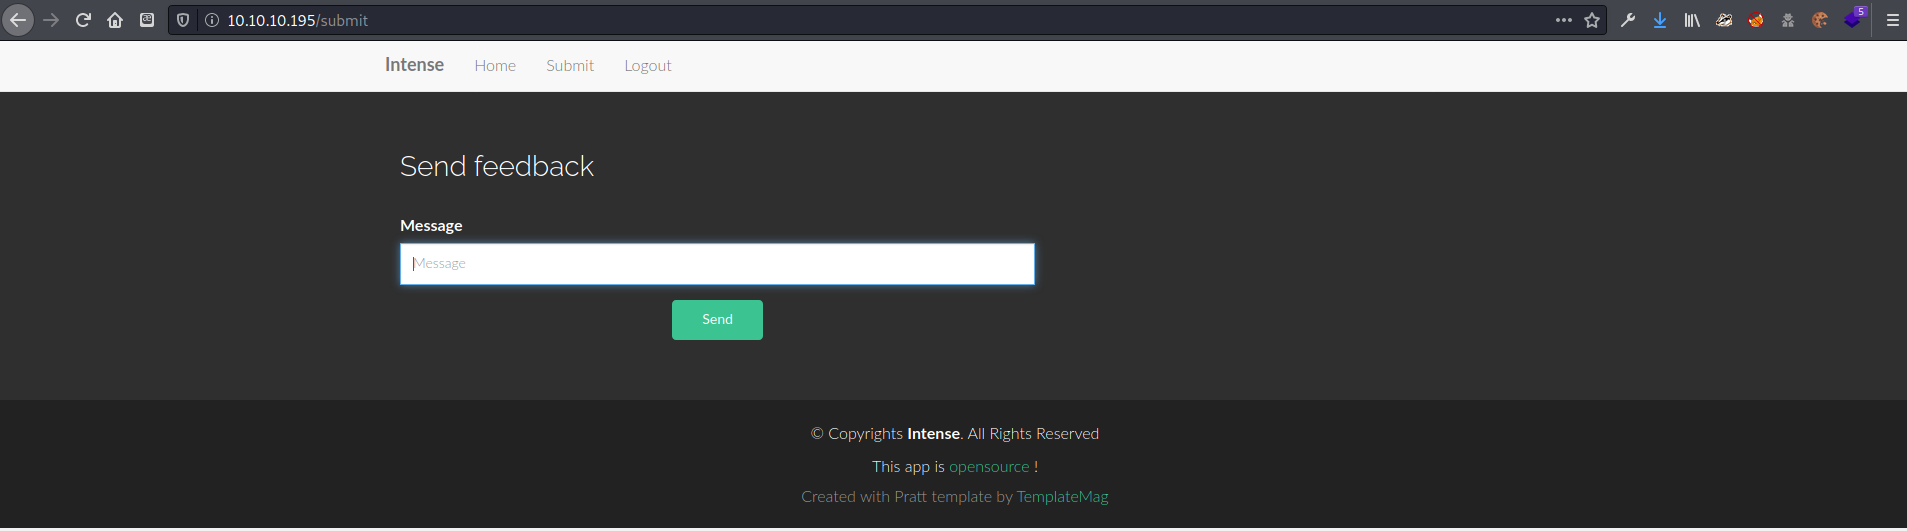 10.10.10.195/submit
5
Intense Home Submit Logout
Send feedback
Message
Message
Send
© Copyrights Intense. All Rights Reserved
This app is opensource !
Created with Pratt template by TemplateMag